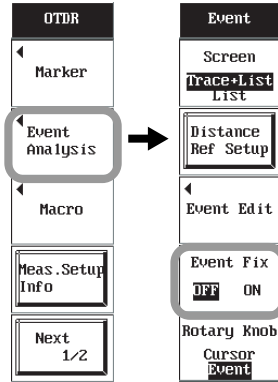 OTDR
Marker
Event
Analysis
Macro
Meas.Setup
Info
Next
1/2
Event
Screen
Trace+List
List
Distance
Ref Setup
Event Edit
Event Fix
OFF ON
Rotary Knob
Cursor
Event